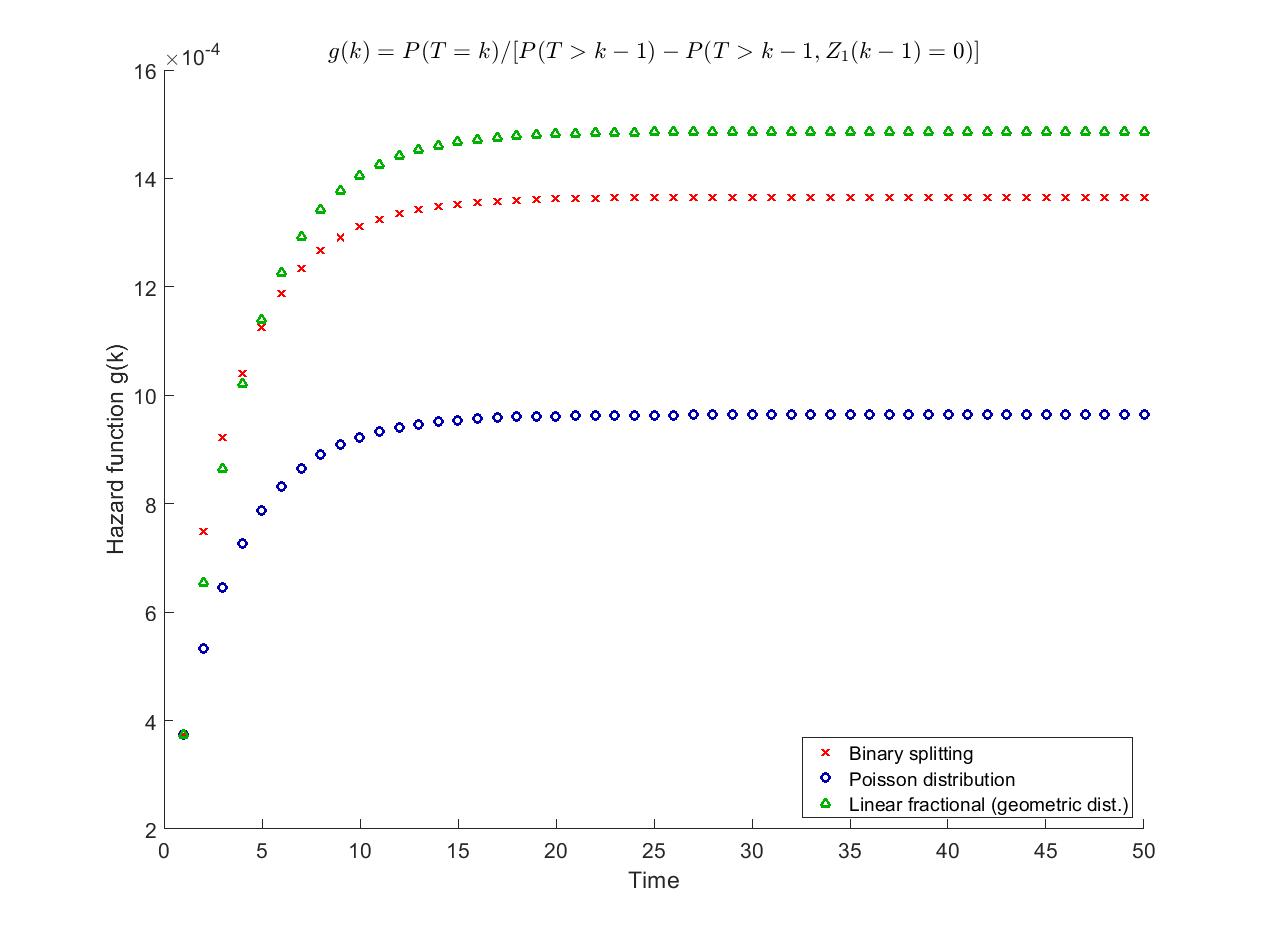 g(k) = P(T = k)/[P(T > k − 1) − P(T > k − 1, Z₁(k − 1) = 0)]
×10⁻⁴
16
14
12
10
8
6
4
2
Hazard function g(k)
Binary splitting
Poisson distribution
Linear fractional (geometric dist.)
0 5 10 15 20 25 30 35 40 45 50
Time